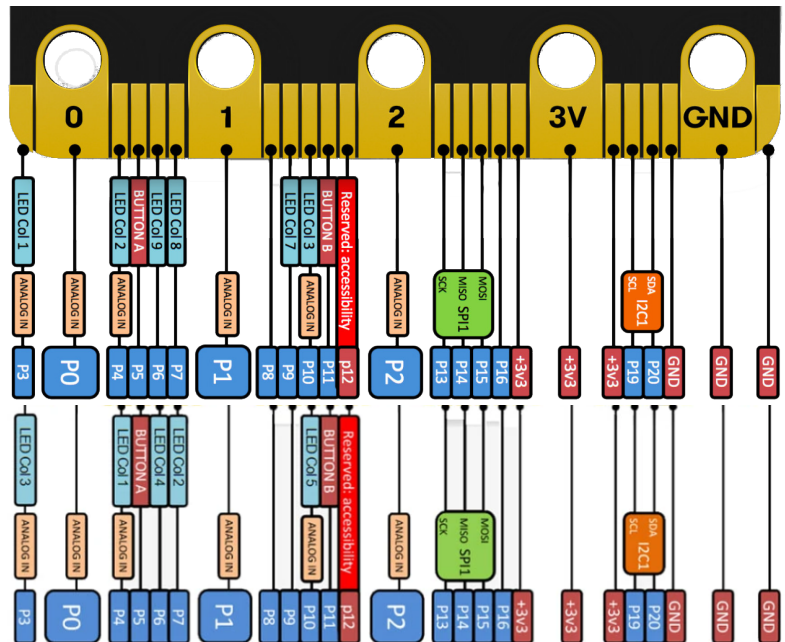 0 1 2 3V GND
LED Col 1
LED Col 2
BUTTON A
LED Col 9
LED Col 8
LED Col 7
LED Col 3
BUTTON B
Reserved: accessibility
ANALOG IN
ANALOG IN
ANALOG IN
ANALOG IN
ANALOG IN
ANALOG IN
SCK
MISO
MOSI
SPI1
SCL
SDA
I2C1
P3 P0 P4 P5 P6 P7 P1 P8 P9 P10 P11 p12 P2 P13 P14 P15 P16 +3v3 +3v3 +3v3 P19 P20 GND GND GND
LED Col 3
LED Col 1
BUTTON A
LED Col 4
LED Col 2
LED Col 5
BUTTON B
Reserved: accessibility
ANALOG IN
ANALOG IN
ANALOG IN
ANALOG IN
ANALOG IN
ANALOG IN
SCK
MISO
MOSI
SPI1
SCL
SDA
I2C1
P3 P0 P4 P5 P6 P7 P1 P8 P9 P10 P11 p12 P2 P13 P14 P15 P16 +3v3 +3v3 +3v3 P19 P20 GND GND GND